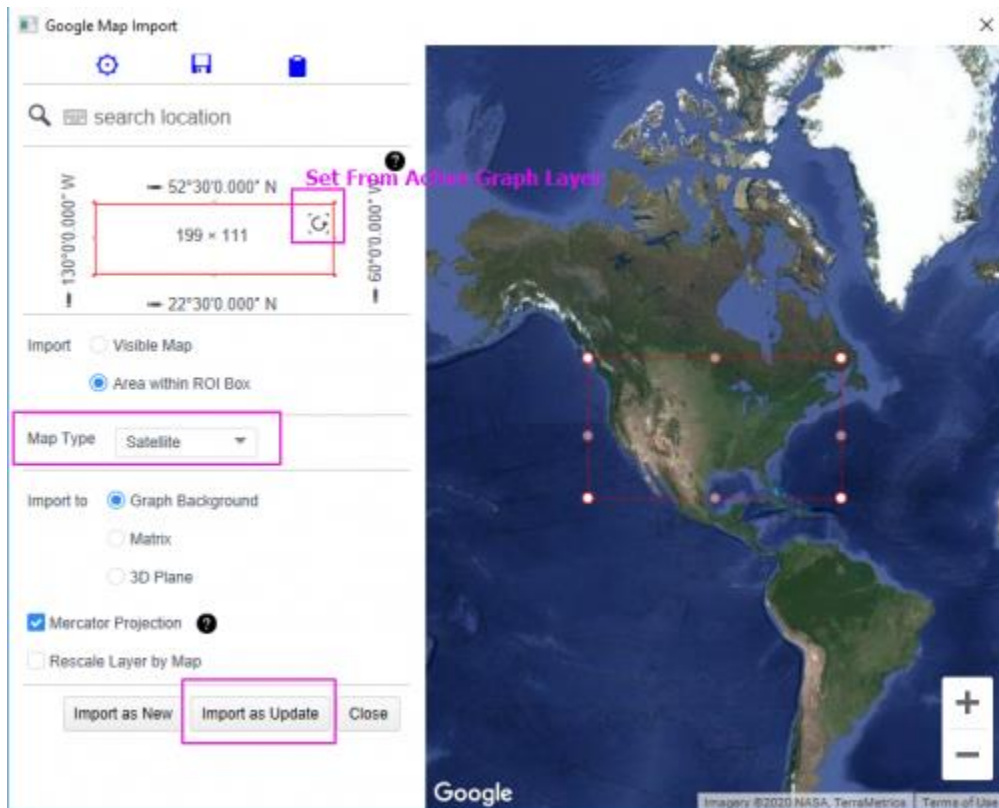 Google Map Import
search location
Set From Active Graph Layer
52°30'0.000" N
130°0'0.000" W
199 × 111
60°0'0.000" W
22°30'0.000" N
Import
Visible Map
Area within ROI Box
Map Type
Satellite
Import to
Graph Background
Matrix
3D Plane
Mercator Projection
Rescale Layer by Map
Import as New
Import as Update
Close
Google
Imagery ©2020 NASA, TerraMetrics
Terms of Use